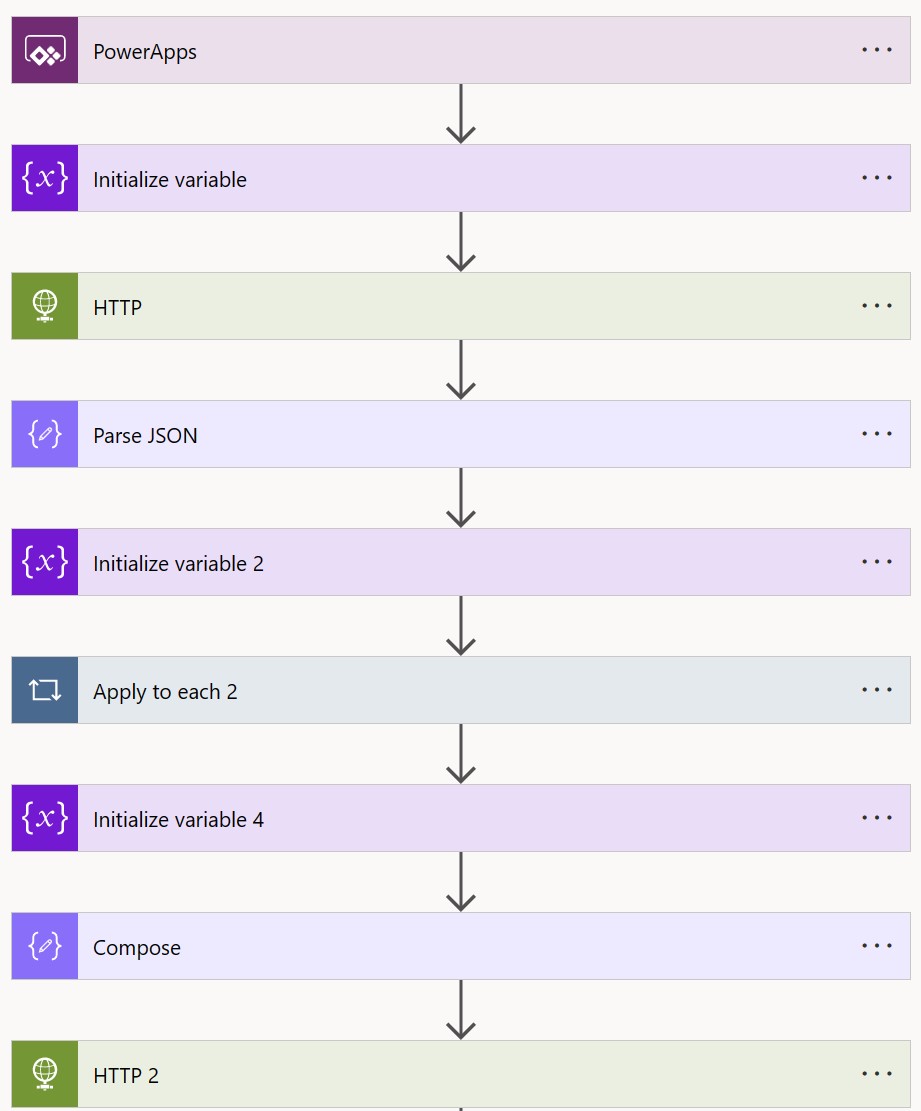 PowerApps
Initialize variable
HTTP
Parse JSON
Initialize variable 2
Apply to each 2
Initialize variable 4
Compose
HTTP 2